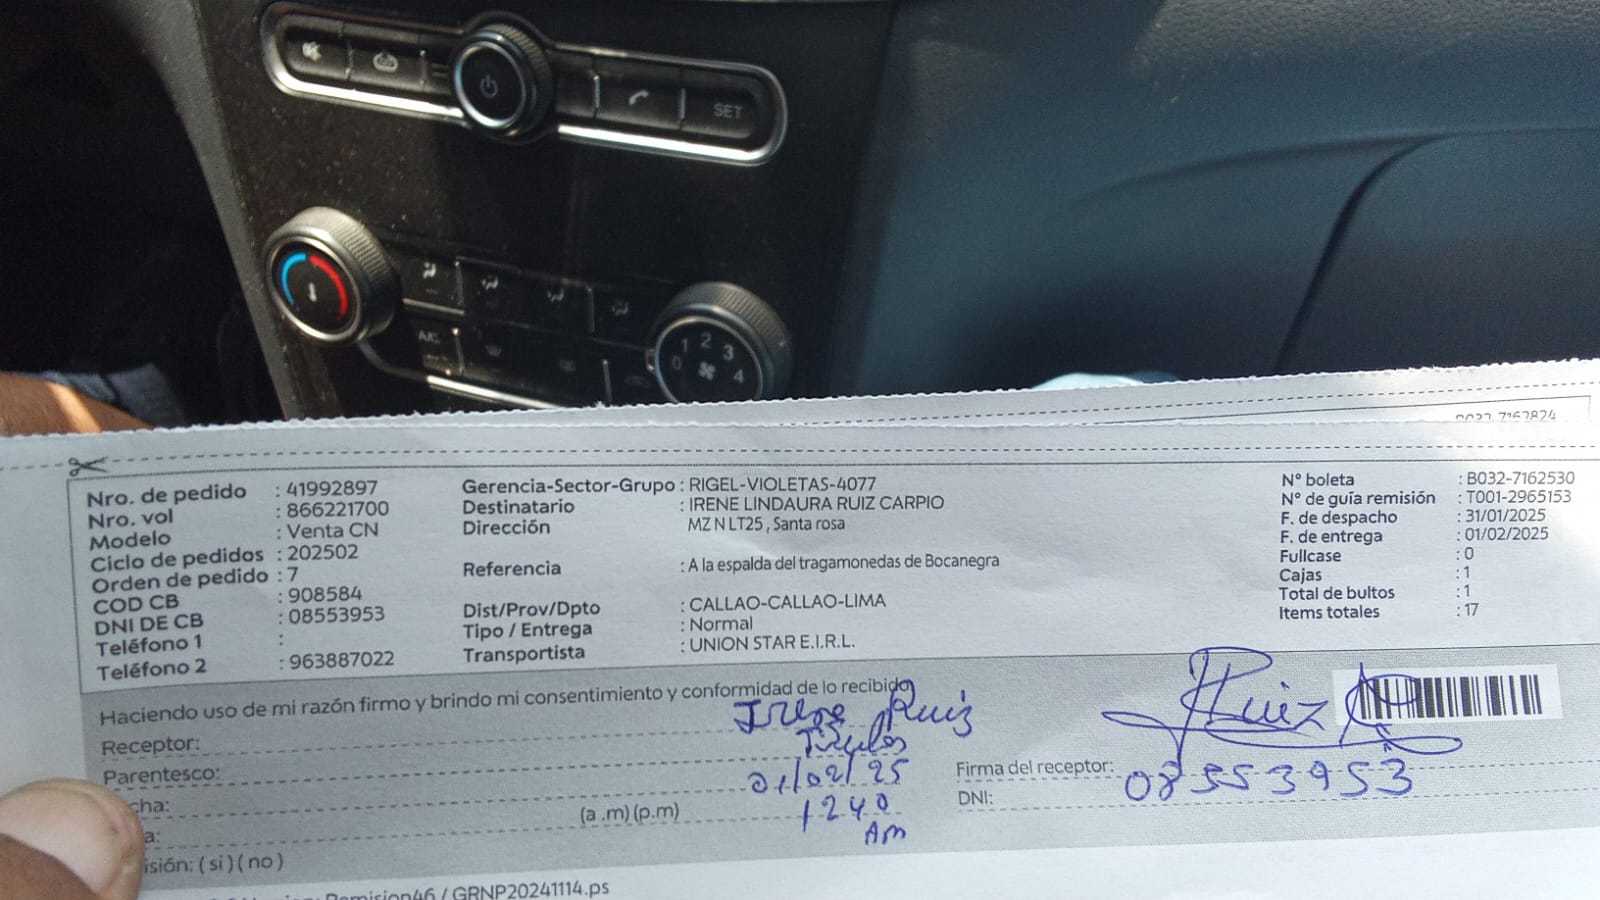 SET
A/C
0 1 2 3 4
B032-7162824
Nro. de pedido : 41992897
Nro. vol : 866221700
Modelo : Venta CN
Ciclo de pedidos : 202502
Orden de pedido : 7
COD CB : 908584
DNI DE CB : 08553953
Teléfono 1 :
Teléfono 2 : 963887022
Gerencia-Sector-Grupo : RIGEL-VIOLETAS-4077
Destinatario : IRENE LINDAURA RUIZ CARPIO
Dirección MZ N LT25 , Santa rosa
Referencia : A la espalda del tragamonedas de Bocanegra
Dist/Prov/Dpto : CALLAO-CALLAO-LIMA
Tipo / Entrega : Normal
Transportista : UNION STAR E.I.R.L.
N° boleta : B032-7162530
N° de guía remisión : T001-2965153
F. de despacho : 31/01/2025
F. de entrega : 01/02/2025
Fullcase : 0
Cajas : 1
Total de bultos : 1
Items totales : 17
Haciendo uso de mi razón firmo y brindo mi consentimiento y conformidad de lo recibido
Receptor: Irene Ruiz
Parentesco:
cha: 01/02/25
a: (a .m) (p.m) 1240
Am
isión: ( si ) ( no )
Firma del receptor: Ruiz
DNI: 08553953
Remision46 / GRNP20241114.ps